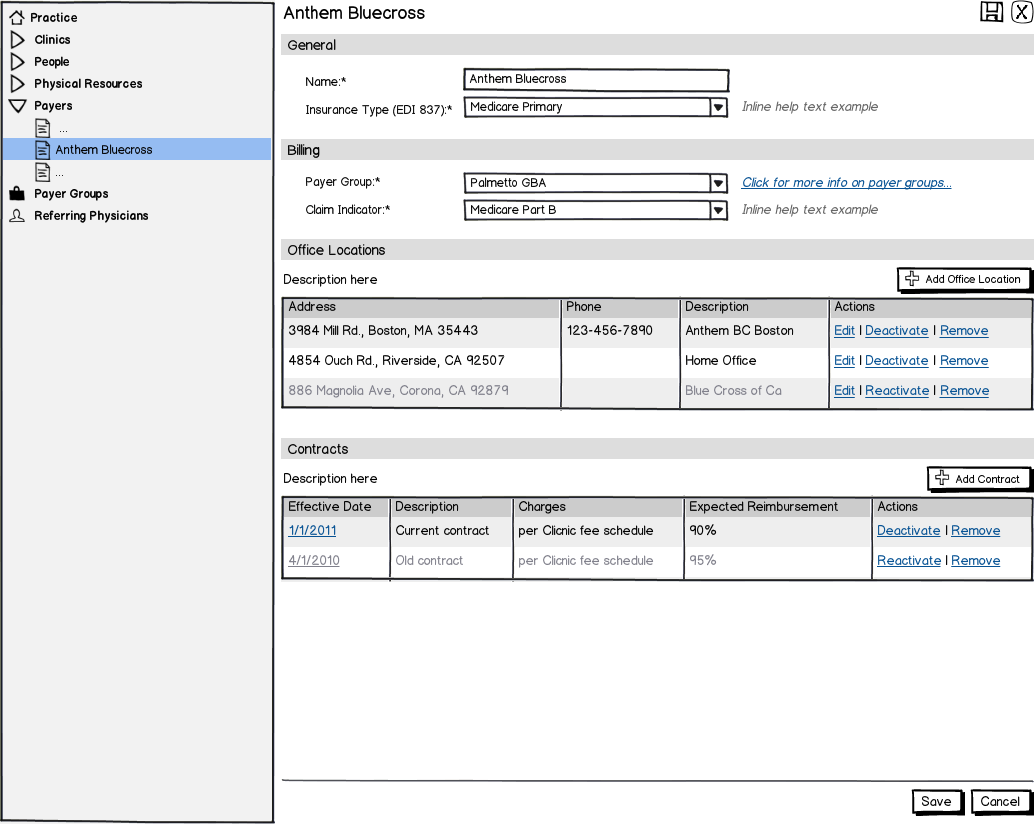 Practice
Clinics
People
Physical Resources
Payers
...
Anthem Bluecross
...
Payer Groups
Referring Physicians
Anthem Bluecross
General
Name:* Anthem Bluecross
Insurance Type (EDI 837):* Medicare Primary Inline help text example
Billing
Payer Group:* Palmetto GBA Click for more info on payer groups...
Claim Indicator:* Medicare Part B Inline help text example
Office Locations
Description here Add Office Location
Address Phone Description Actions
3984 Mill Rd., Boston, MA 35443 123-456-7890 Anthem BC Boston Edit | Deactivate | Remove
4854 Ouch Rd., Riverside, CA 92507 Home Office Edit | Deactivate | Remove
886 Magnolia Ave, Corona, CA 92879 Blue Cross of Ca Edit | Reactivate | Remove
Contracts
Description here Add Contract
Effective Date Description Charges Expected Reimbursement Actions
1/1/2011 Current contract per Clicnic fee schedule 90% Deactivate | Remove
4/1/2010 Old contract per Clicnic fee schedule 95% Reactivate | Remove
Save Cancel